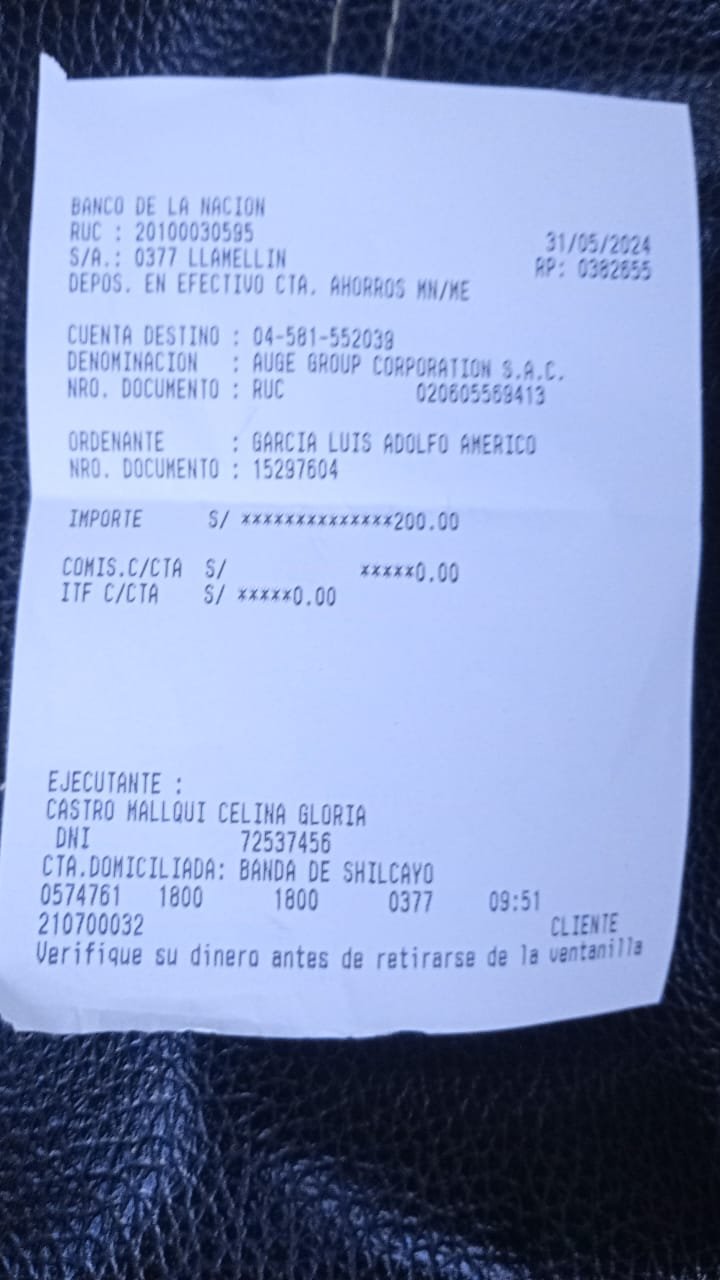 BANCO DE LA NACION
RUC : 20100030595
31/05/2024
S/A.: 0377 LLAMELLIN
RP: 0382655
DEPOS. EN EFECTIVO CTA. AHORROS MN/ME
CUENTA DESTINO : 04-581-552039
DENOMINACION : AUGE GROUP CORPORATION S.A.C.
NRO. DOCUMENTO : RUC 020605569413
ORDENANTE : GARCIA LUIS ADOLFO AMERICO
NRO. DOCUMENTO : 15297604
IMPORTE S/ **************200.00
COMIS.C/CTA S/ *****0.00
ITF C/CTA S/ *****0.00
EJECUTANTE :
CASTRO MALLQUI CELINA GLORIA
DNI 72537456
CTA.DOMICILIADA: BANDA DE SHILCAYO
0574761 1800 1800 0377 09:51
210700032 CLIENTE
Verifique su dinero antes de retirarse de la ventanilla